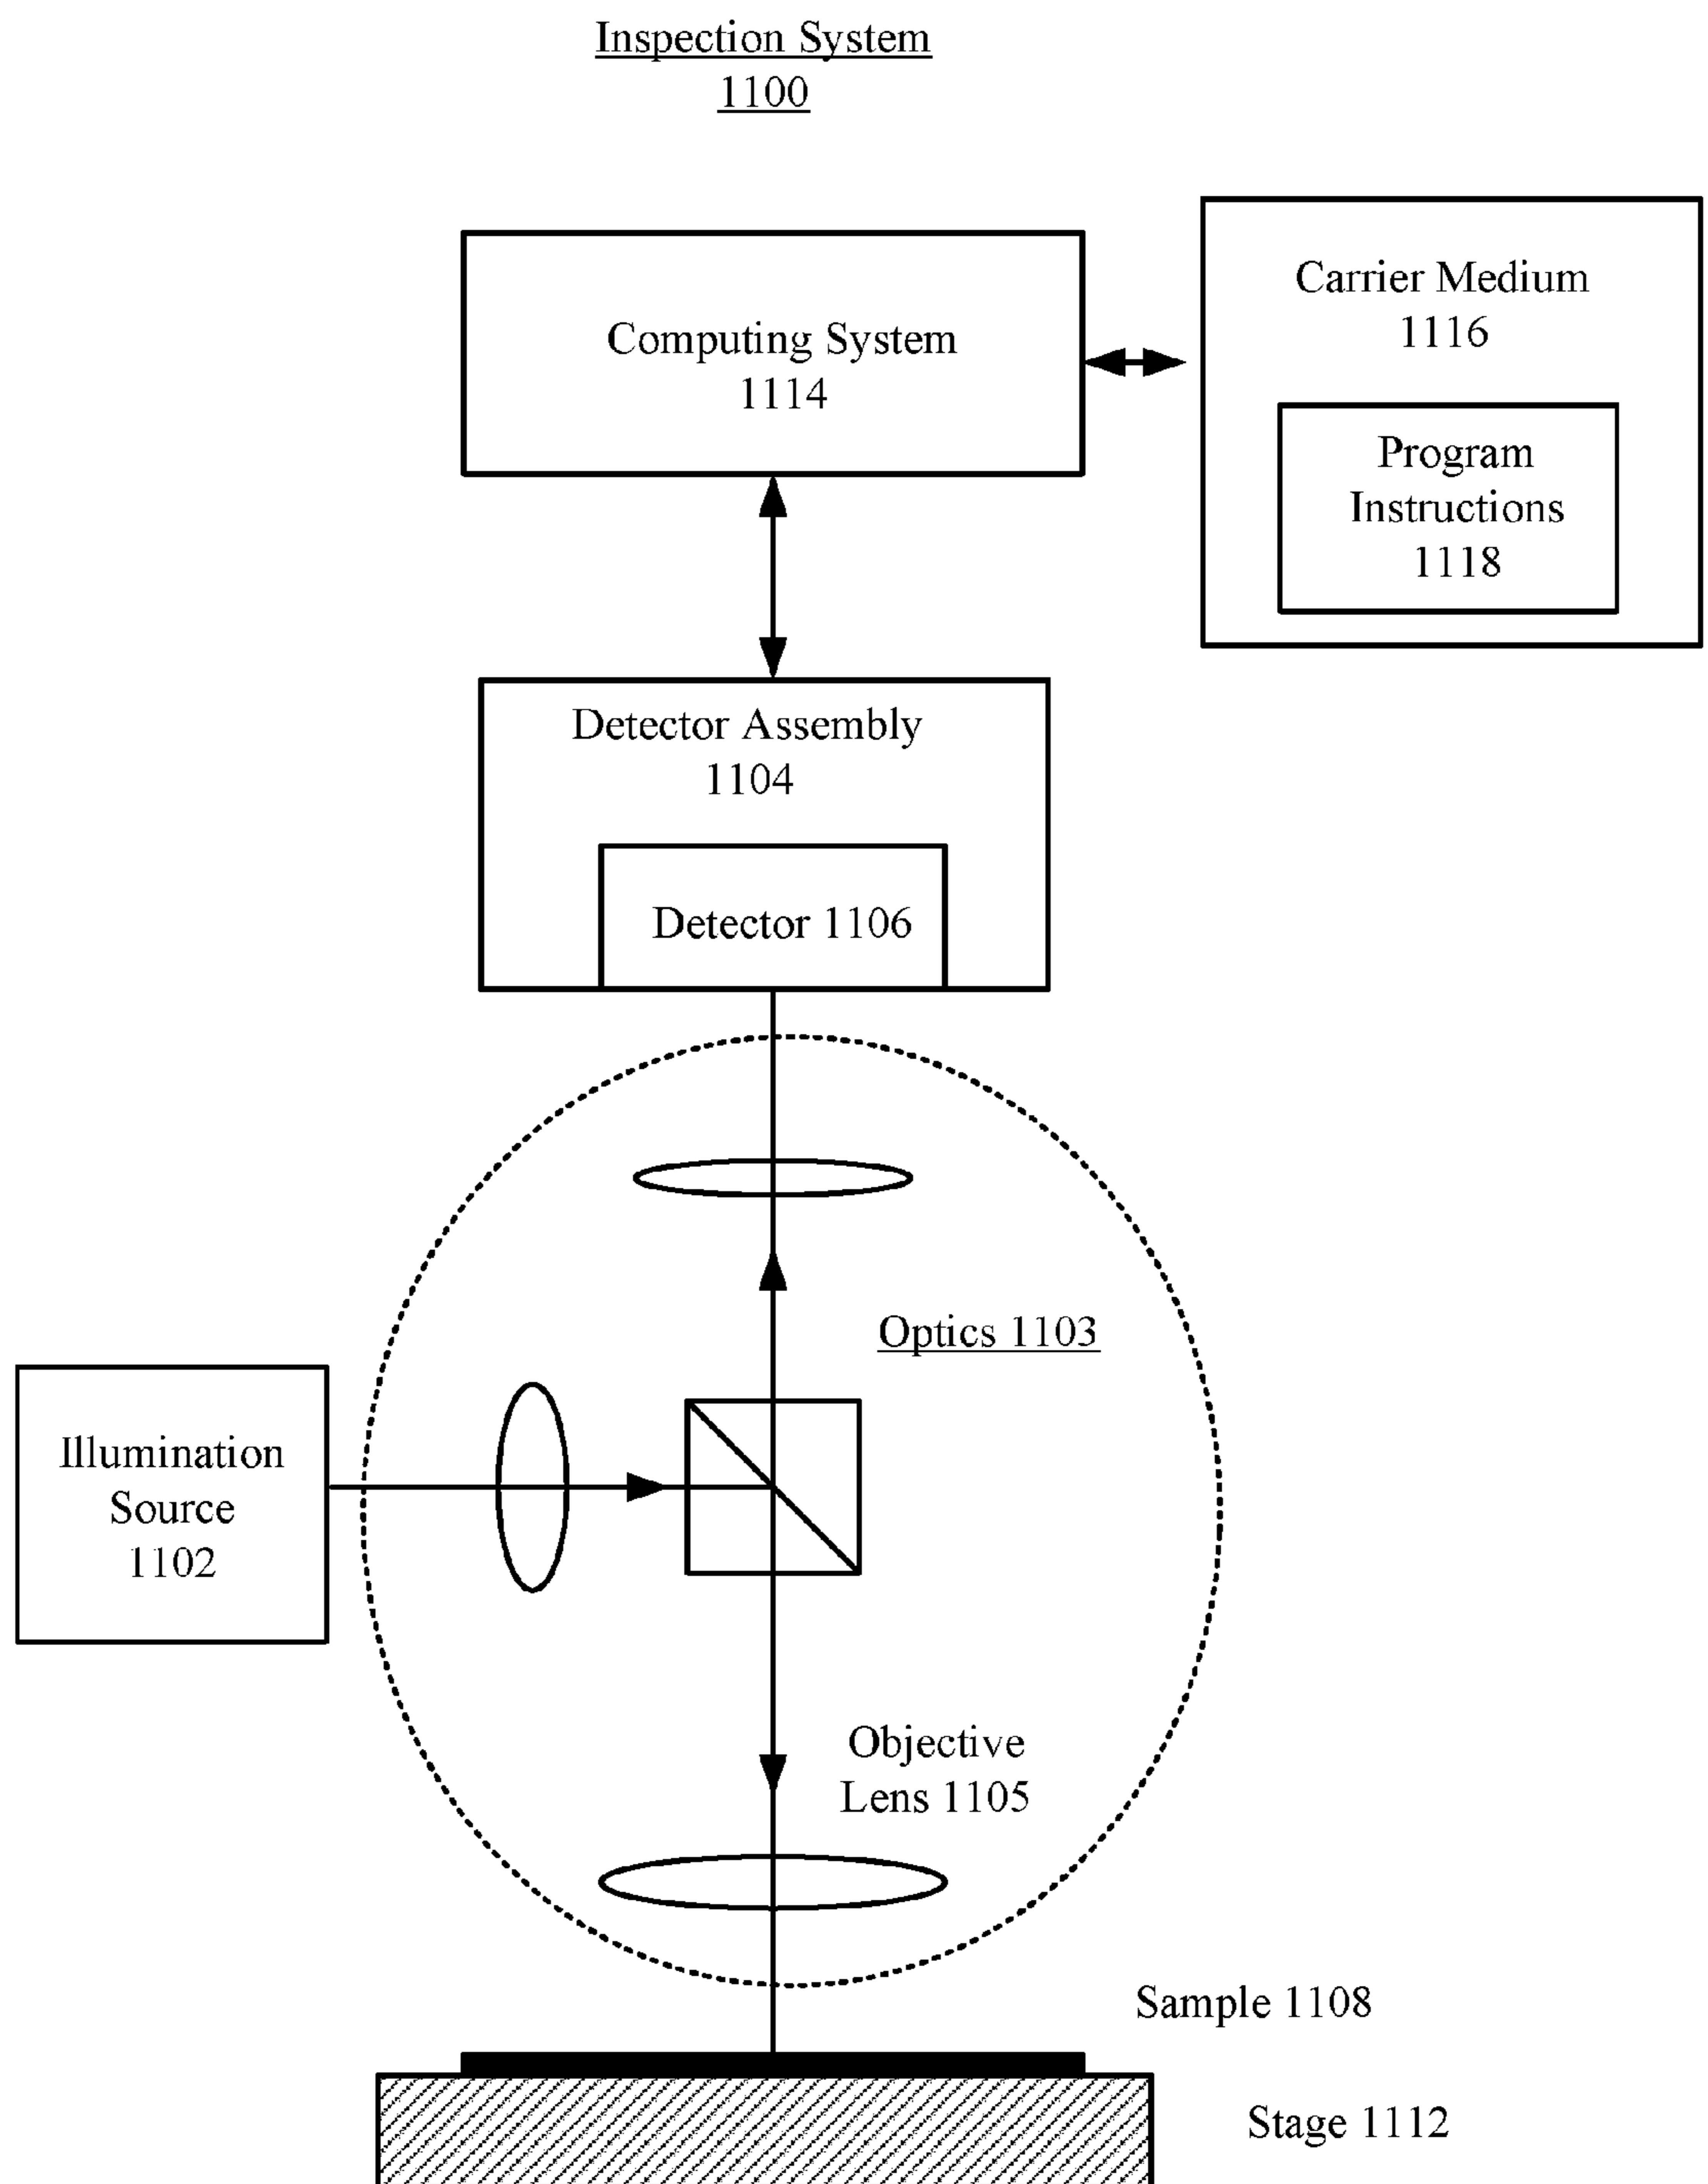 Inspection System
1100
Computing System
1114
Carrier Medium
1116
Program
Instructions
1118
Detector Assembly
1104
Detector 1106
Optics 1103
Illumination
Source
1102
Objective
Lens 1105
Sample 1108
Stage 1112